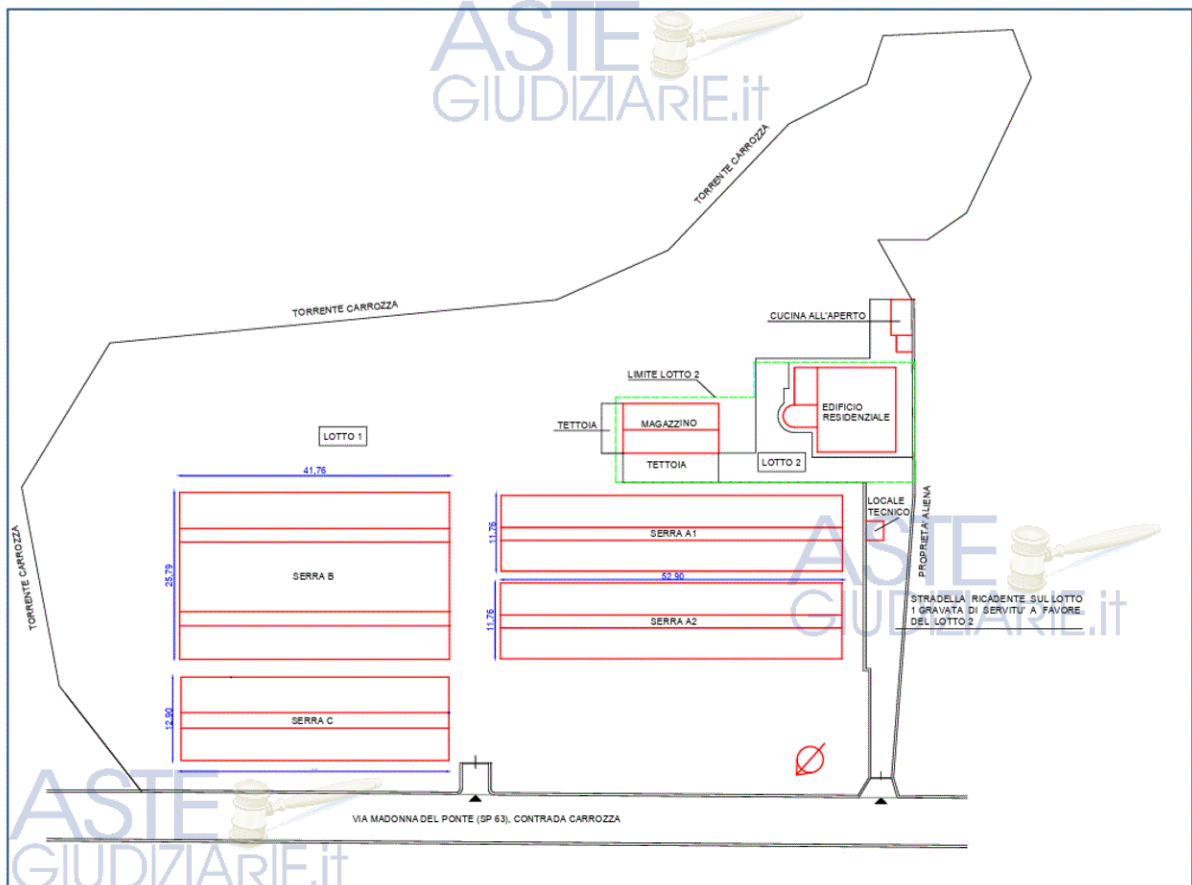 ASTE
GIUDIZIARIE.it
TORRENTE CARROZZA
TORRENTE CARROZZA
CUCINA ALL'APERTO
LIMITE LOTTO 2
EDIFICIO
RESIDENZIALE
TETTOIA
MAGAZZINO
LOTTO 1
TETTOIA
LOTTO 2
41,76
LOCALE
TECNICO
PROPRIETA' ALIENA
TORRENTE CARROZZA
25,79
SERRA B
11,76
SERRA A1
52,90
11,76
SERRA A2
ASTE
GIUDIZIARIE.it
STRADELLA RICADENTE SUL LOTTO
1 GRAVATA DI SERVITU' A FAVORE
DEL LOTTO 2
12,90
SERRA C
VIA MADONNA DEL PONTE (SP 63), CONTRADA CARROZZA
ASTE
GIUDIZIARIE.it